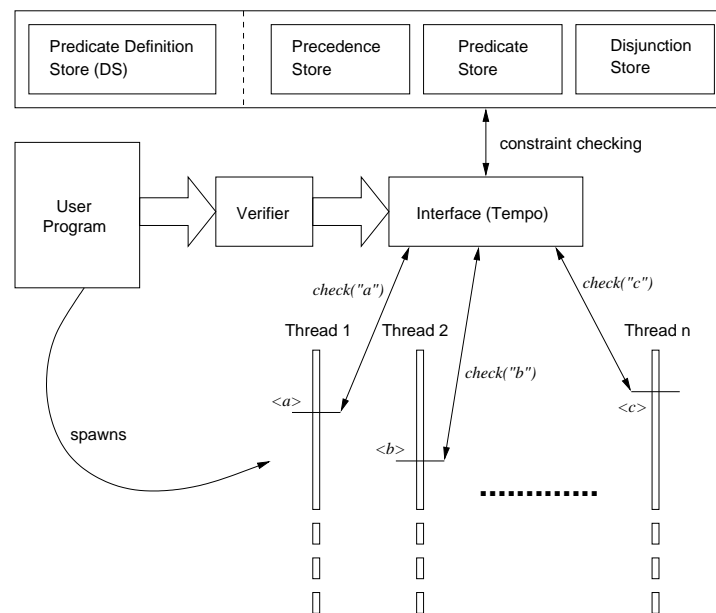 Predicate Definition
Store (DS)
Precedence
Store
Predicate
Store
Disjunction
Store
constraint checking
User
Program
Verifier
Interface (Tempo)
check("a")
check("c")
Thread 1
Thread 2
Thread n
check("b")
<a>
<c>
spawns
<b>